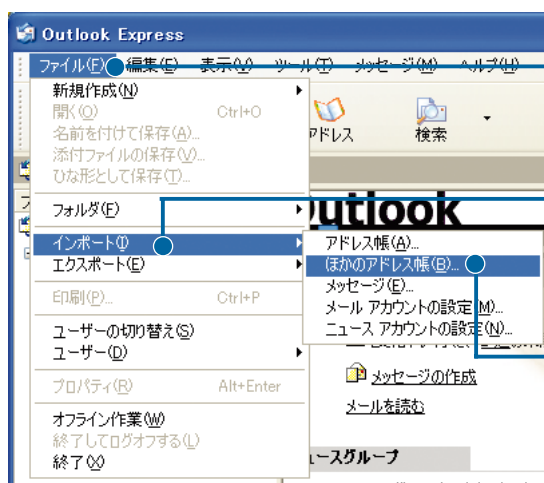 Outlook Express
ファイル(F) 編集(E) 表示(V) ツール(T) メッセージ(M) ヘルプ(H)
新規作成(N)
開く(O) Ctrl+O
名前を付けて保存(A)...
添付ファイルの保存(V)...
ひな形として保存(T)...
フォルダ(F)
インポート(I)
エクスポート(E)
印刷(P)... Ctrl+P
ユーザーの切り替え(S)
ユーザー(D)
プロパティ(R) Alt+Enter
オフライン作業(W)
終了してログオフする(L)
終了(X)
ドレス
検索
utlook
アドレス帳(A)...
ほかのアドレス帳(B)...
メッセージ(E)...
メール アカウントの設定(M)...
ニュース アカウントの設定(N)...
メッセージの作成
メールを読む
ースグループ